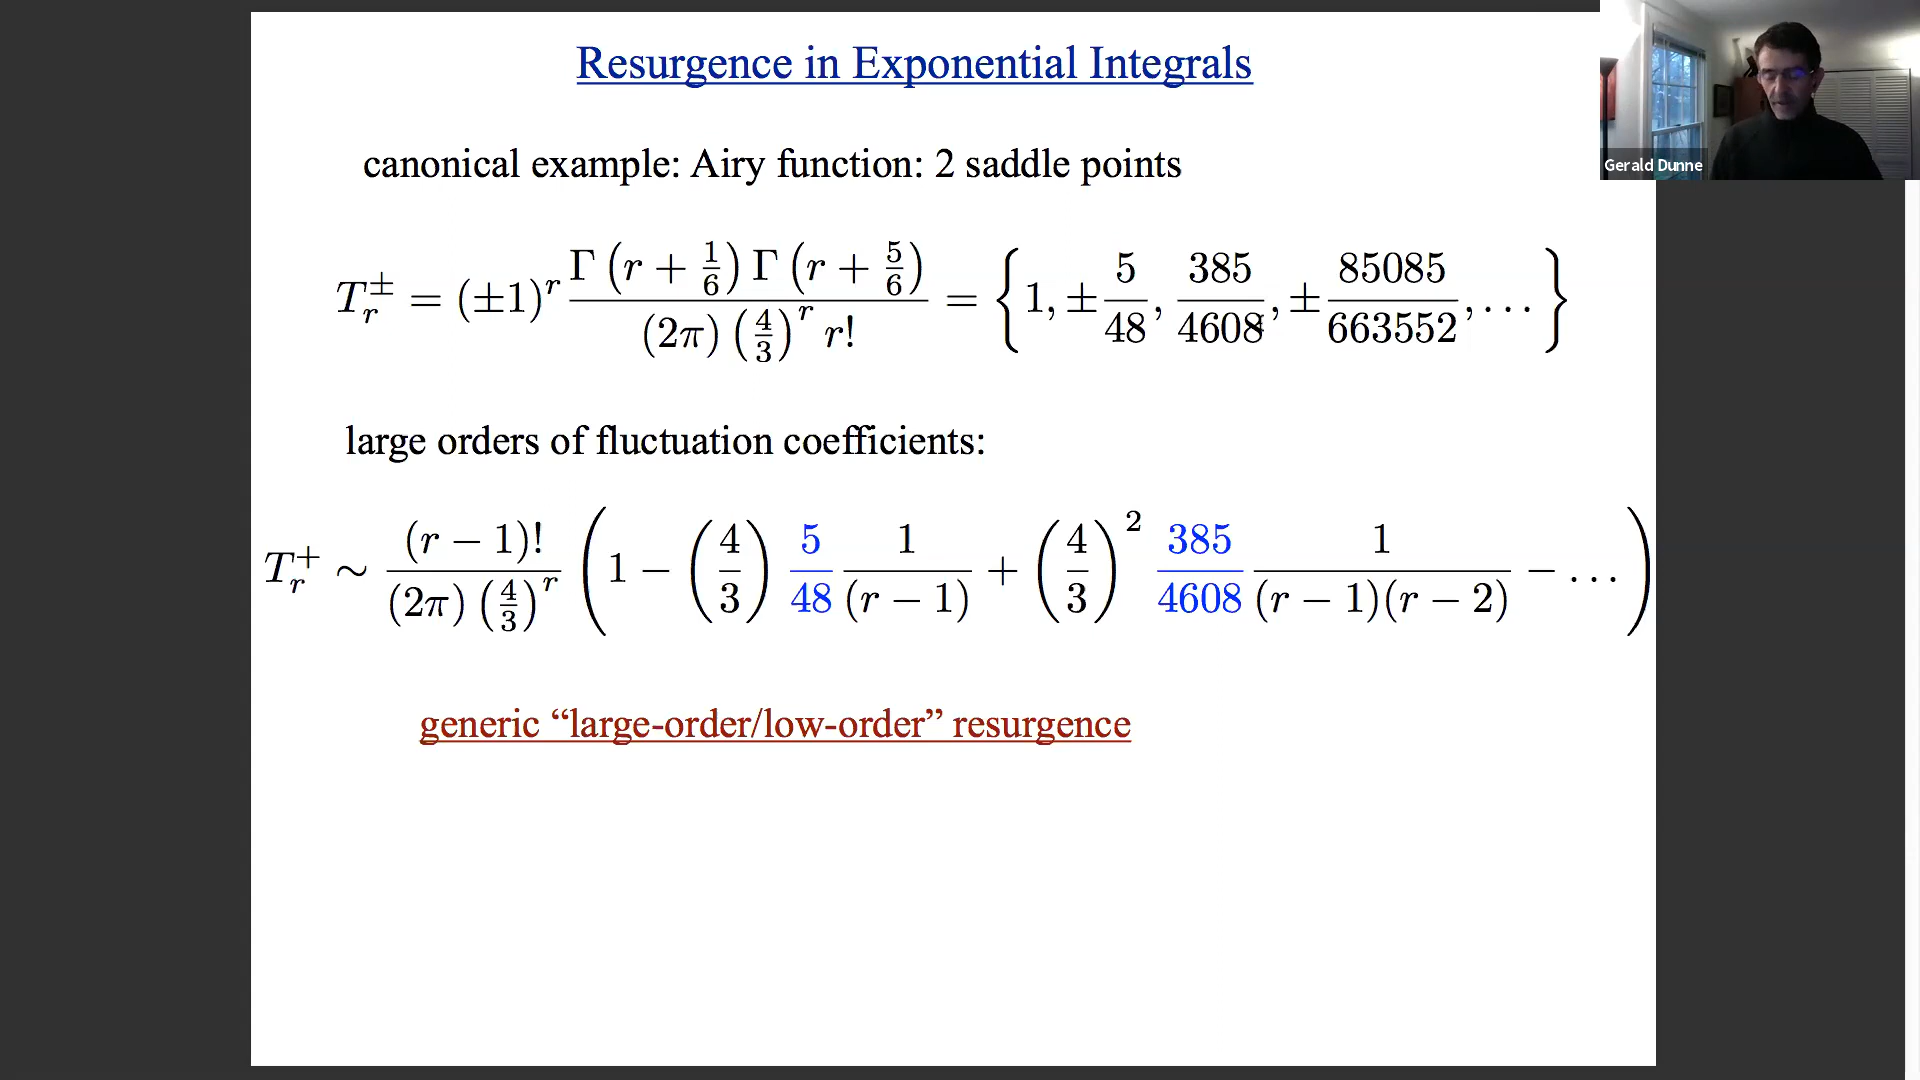 Resurgence in Exponential Integrals
Gerald Dunne
canonical example: Airy function: 2 saddle points
T_r^± = (±1)^r Γ(r + 1/6) Γ(r + 5/6) / ((2π) (4/3)^r r!) = {1, ±5/48, 385/4608, ±85085/663552, ...}
large orders of fluctuation coefficients:
T_r^+ ∼ (r − 1)! / ((2π) (4/3)^r) (1 − (4/3) 5/48 1/(r − 1) + (4/3)^2 385/4608 1/((r − 1)(r − 2)) − ...)
generic “large-order/low-order” resurgence